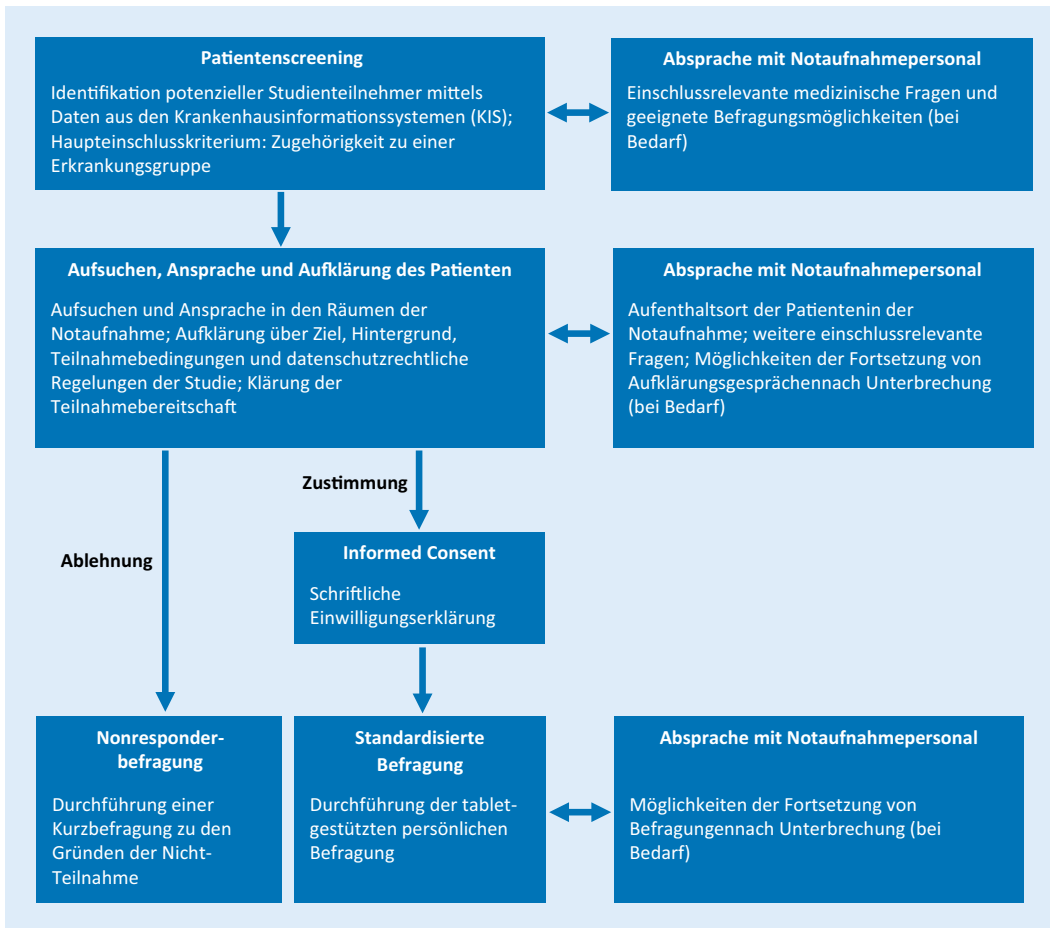 Patientenscreening
Identifikation potenzieller Studienteilnehmer mittels
Daten aus den Krankenhausinformationssystemen (KIS);
Haupteinschlusskriterium: Zugehörigkeit zu einer
Erkrankungsgruppe
Absprache mit Notaufnahmepersonal
Einschlussrelevante medizinische Fragen und
geeignete Befragungsmöglichkeiten (bei
Bedarf)
Aufsuchen, Ansprache und Aufklärung des Patienten
Aufsuchen und Ansprache in den Räumen der
Notaufnahme; Aufklärung über Ziel, Hintergrund,
Teilnahmebedingungen und datenschutzrechtliche
Regelungen der Studie; Klärung der
Teilnahmebereitschaft
Absprache mit Notaufnahmepersonal
Aufenthaltsort der Patientenin der
Notaufnahme; weitere einschlussrelevante
Fragen; Möglichkeiten der Fortsetzung von
Aufklärungsgesprächennach Unterbrechung
(bei Bedarf)
Zustimmung
Ablehnung
Informed Consent
Schriftliche
Einwilligungserklärung
Nonresponder-
befragung
Durchführung einer
Kurzbefragung zu den
Gründen der Nicht-
Teilnahme
Standardisierte
Befragung
Durchführung der tablet-
gestützten persönlichen
Befragung
Absprache mit Notaufnahmepersonal
Möglichkeiten der Fortsetzung von
Befragungennach Unterbrechung (bei
Bedarf)